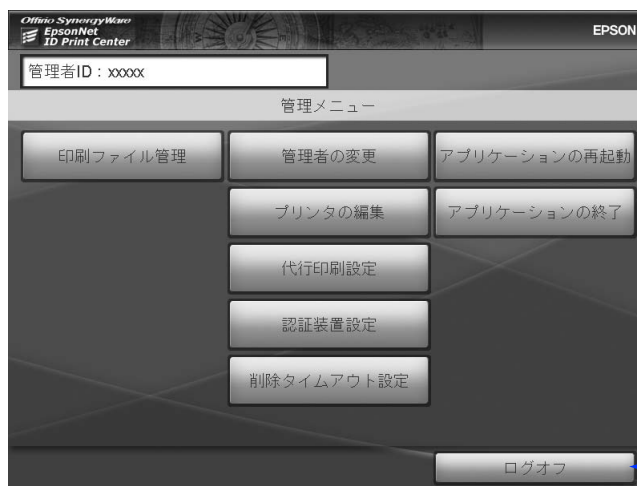 Offirio SynergyWare
EpsonNet
ID Print Center
EPSON
管理者ID：xxxxx
管理メニュー
印刷ファイル管理
管理者の変更
アプリケーションの再起動
プリンタの編集
アプリケーションの終了
代行印刷設定
認証装置設定
削除タイムアウト設定
ログオフ